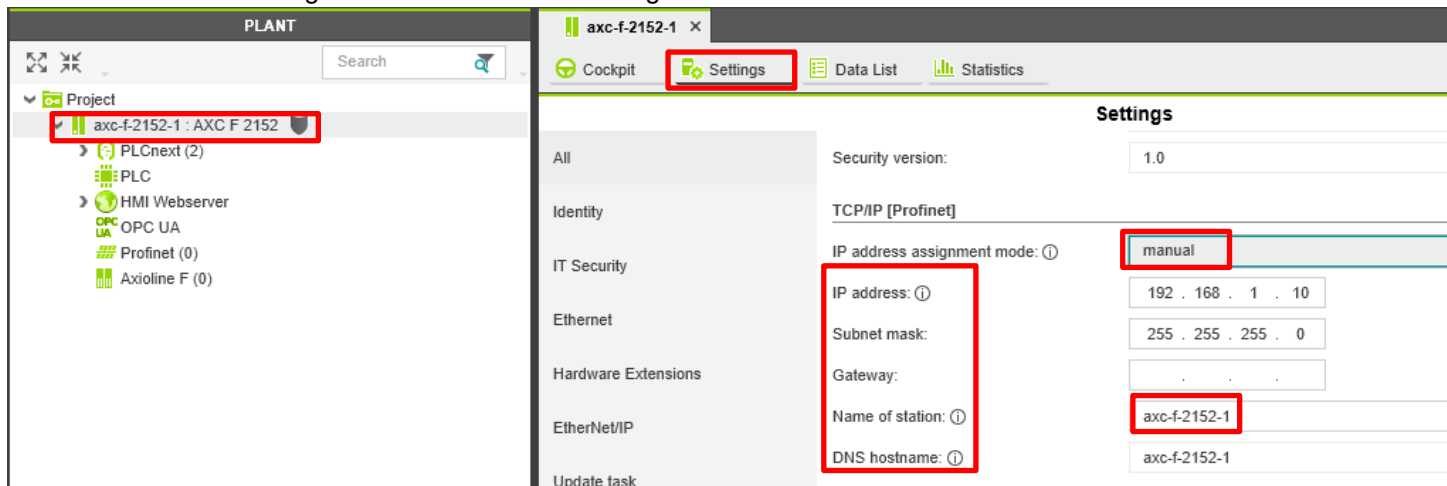 PLANT
Search
Project
axc-f-2152-1 : AXC F 2152
PLCnext (2)
PLC
HMI Webserver
OPC UA OPC UA
Profinet (0)
Axioline F (0)
axc-f-2152-1 ×
Cockpit Settings Data List Statistics
Settings
All
Identity
IT Security
Ethernet
Hardware Extensions
EtherNet/IP
Update task
Security version: 1.0
TCP/IP [Profinet]
IP address assignment mode: manual
IP address: 192 . 168 . 1 . 10
Subnet mask: 255 . 255 . 255 . 0
Gateway: . . .
Name of station: axc-f-2152-1
DNS hostname: axc-f-2152-1